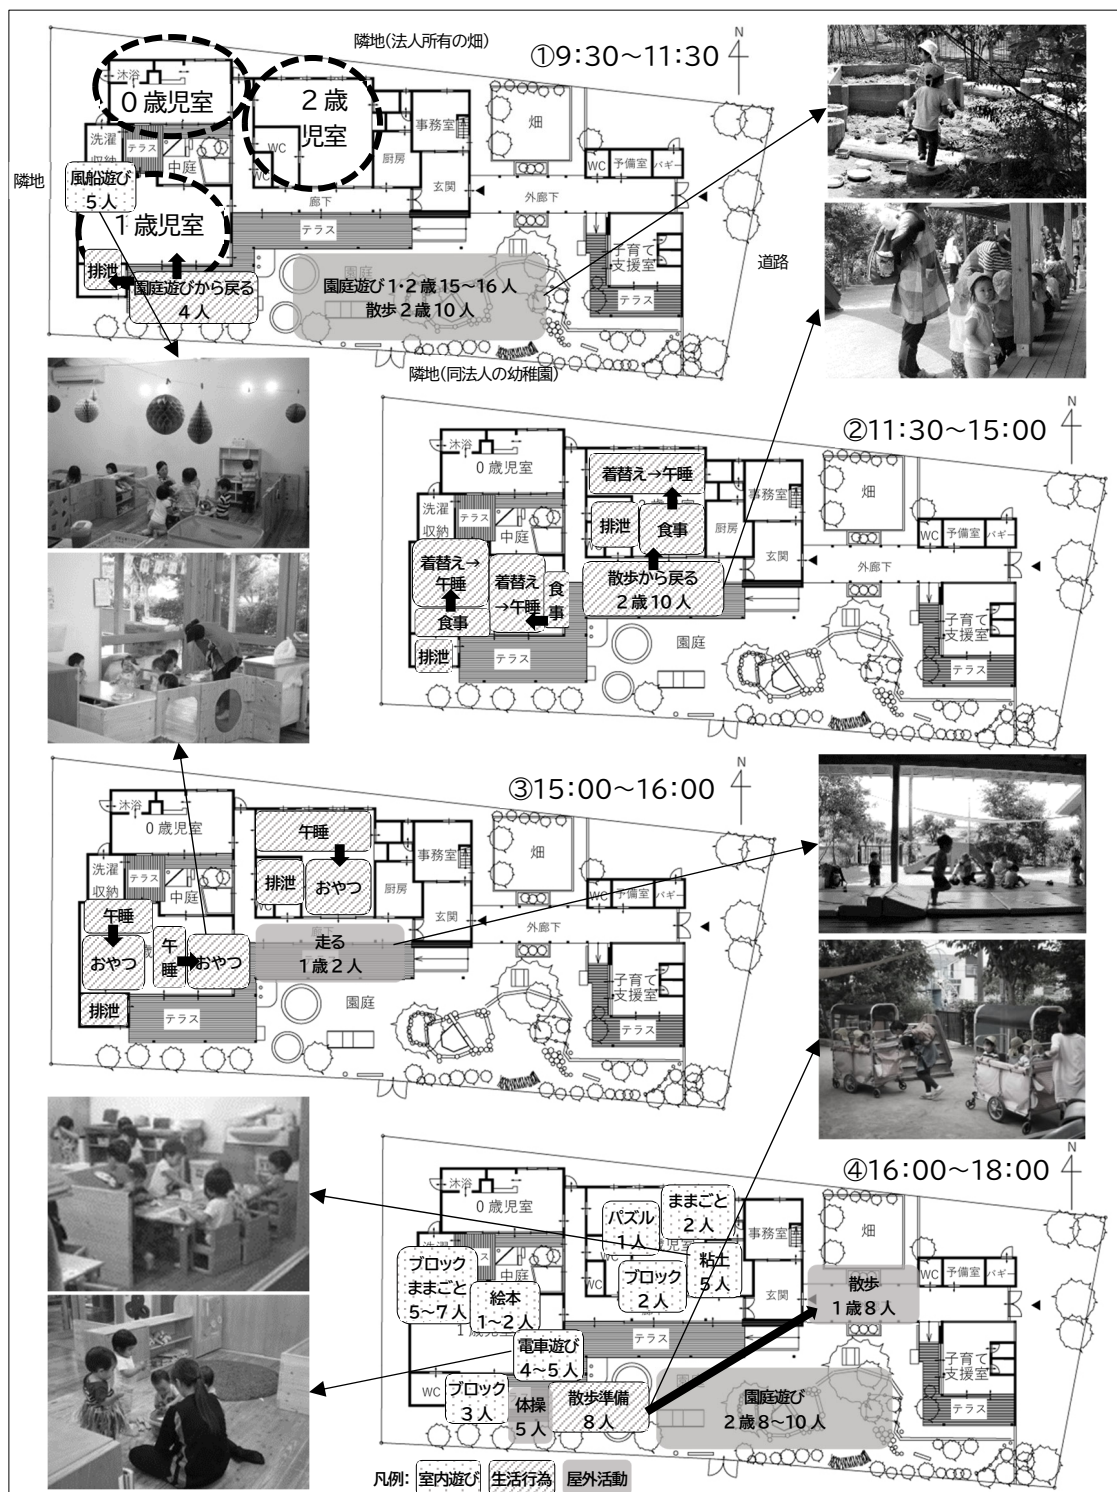 隣地(法人所有の畑)
①9:30～11:30
N
沐浴
0歳児室
2歳
児室
事務室
畑
洗濯
収納
テラス
中庭
WC
厨房
玄関
WC
予備室
バギー
隣地
風船遊び
5人
1歳児室
廊下
外廊下
テラス
子育て
支援室
テラス
道路
排泄
園庭遊びから戻る
4人
園庭
園庭遊び1・2歳15～16人
散歩2歳10人
隣地(同法人の幼稚園)
②11:30～15:00
N
沐浴
0歳児室
着替え→午睡
事務室
畑
洗濯
収納
テラス
中庭
排泄
食事
厨房
玄関
WC
予備室
バギー
外廊下
着替え→
午睡
着替え
→午睡
食
事
散歩から戻る
2歳10人
食事
排泄
テラス
園庭
子育て
支援室
テラス
③15:00～16:00
N
沐浴
0歳児室
午睡
事務室
畑
洗濯
収納
テラス
中庭
排泄
おやつ
厨房
玄関
WC
予備室
バギー
廊下
外廊下
午睡
おやつ
午
睡
おやつ
走る
1歳2人
排泄
テラス
園庭
子育て
支援室
テラス
④16:00～18:00
N
沐浴
0歳児室
パズル
1人
ままごと
2人
事務室
畑
ブロック
ままごと
5～7人
中庭
絵本
1～2人
WC
ブロック
2人
粘土
5人
玄関
散歩
1歳8人
WC
予備室
バギー
電車遊び
4～5人
テラス
WC
ブロック
3人
体操
5人
散歩準備
8人
園庭遊び
2歳8～10人
子育て
支援室
テラス
凡例: 室内遊び 生活行為 屋外活動